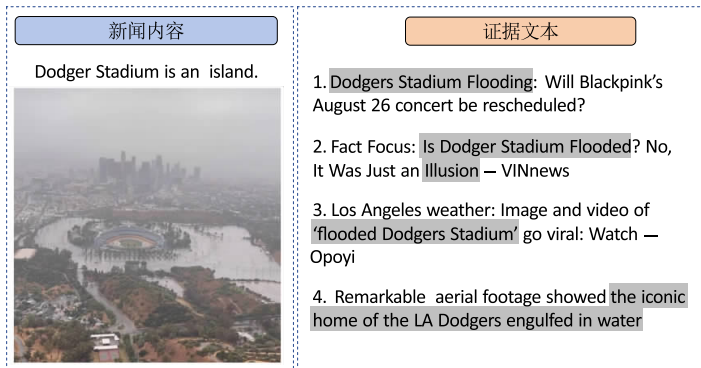 新闻内容
Dodger Stadium is an island.
证据文本
1. Dodgers Stadium Flooding: Will Blackpink's
August 26 concert be rescheduled?
2. Fact Focus: Is Dodger Stadium Flooded? No,
It Was Just an Illusion — VINnews
3. Los Angeles weather: Image and video of
‘flooded Dodgers Stadium’ go viral: Watch —
Opoyi
4. Remarkable aerial footage showed the iconic
home of the LA Dodgers engulfed in water